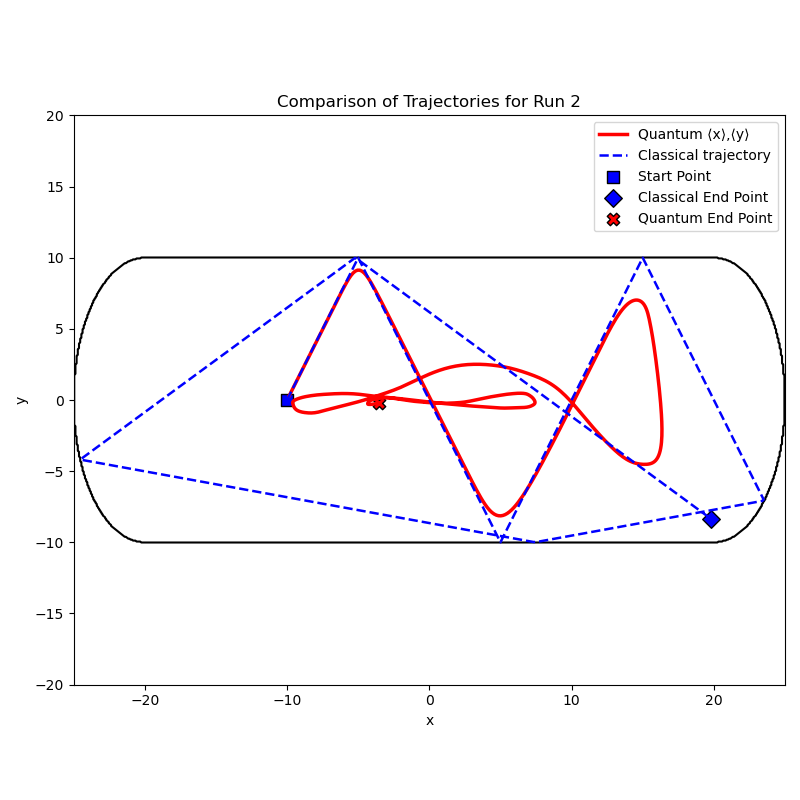 Comparison of Trajectories for Run 2
Quantum ⟨x⟩,⟨y⟩
Classical trajectory
Start Point
Classical End Point
Quantum End Point
20
15
10
5
0
−5
−10
−15
−20
y
−20 −10 0 10 20
x